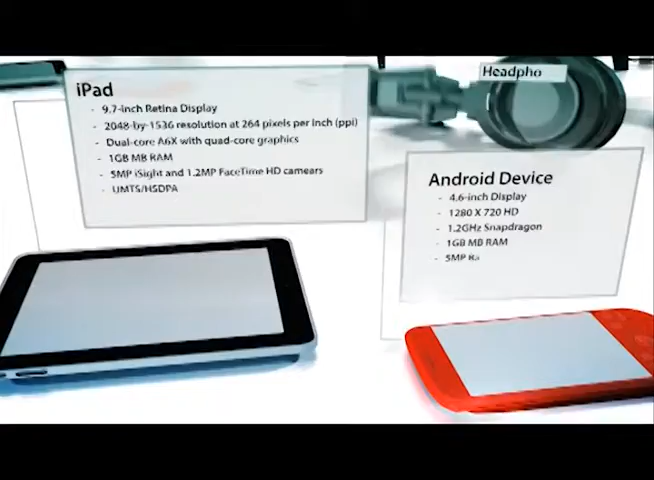 Headpho
iPad
- 9.7-inch Retina Display
- 2048-by-1536 resolution at 264 pixels per inch (ppi)
- Dual-core A6X with quad-core graphics
- 1GB MB RAM
- 5MP iSight and 1.2MP FaceTime HD camears
- UMTS/HSDPA
Android Device
- 4.6-inch Display
- 1280 X 720 HD
- 1.2GHz Snapdragon
- 1GB MB RAM
- 5MP